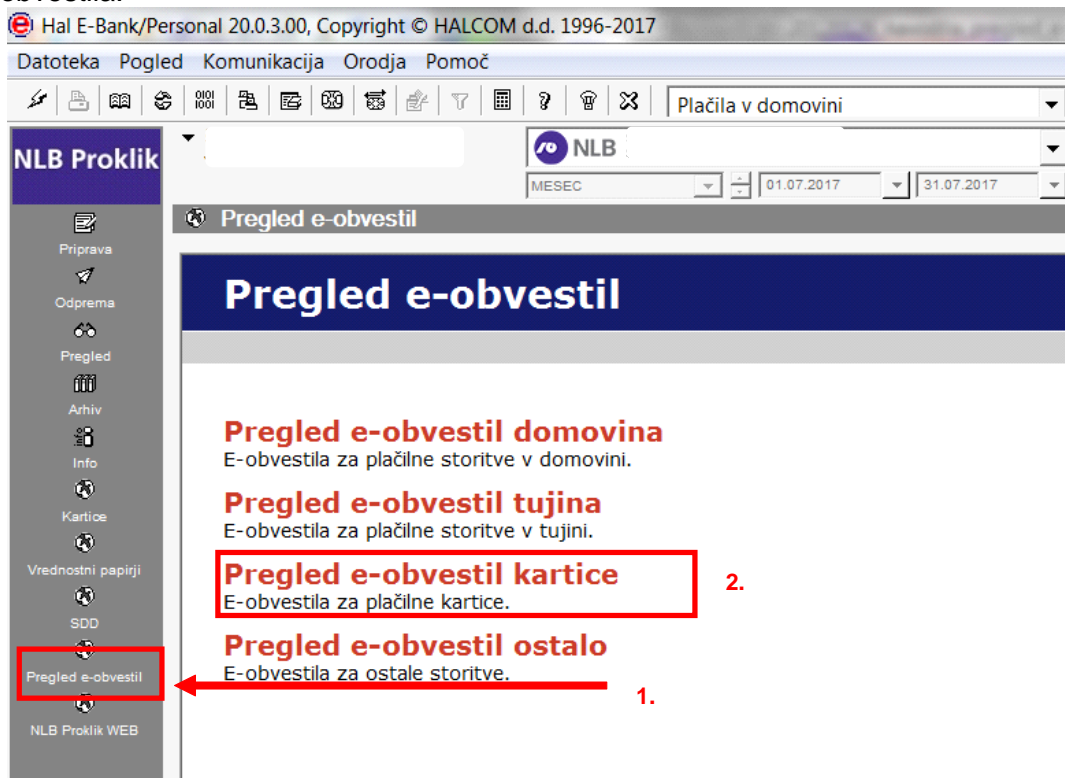 Hal E-Bank/Personal 20.0.3.00, Copyright © HALCOM d.d. 1996-2017
Datoteka Pogled Komunikacija Orodja Pomoč
Plačila v domovini
NLB Proklik
NLB
MESEC 01.07.2017 31.07.2017
Pregled e-obvestil
Priprava
Odprema
Pregled
Arhiv
Info
Kartice
Vrednostni papirji
SDD
Pregled e-obvestil
NLB Proklik WEB
Pregled e-obvestil
Pregled e-obvestil domovina
E-obvestila za plačilne storitve v domovini.
Pregled e-obvestil tujina
E-obvestila za plačilne storitve v tujini.
Pregled e-obvestil kartice
E-obvestila za plačilne kartice.
2.
Pregled e-obvestil ostalo
E-obvestila za ostale storitve.
1.